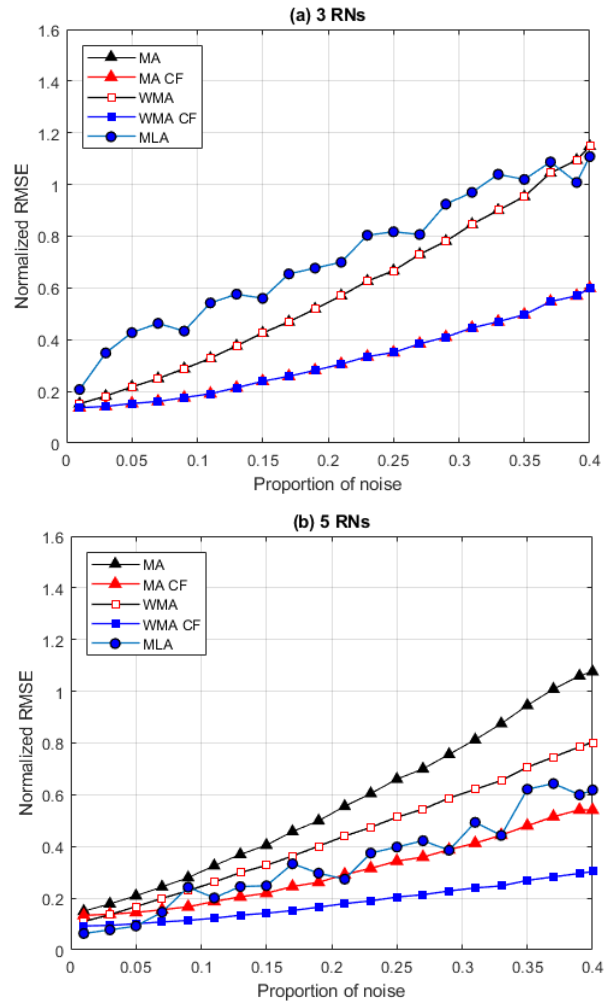 (a) 3 RNs
1.6
1.4
1.2
1
0.8
0.6
0.4
0.2
0
Normalized RMSE
MA
MA CF
WMA
WMA CF
MLA
0 0.05 0.1 0.15 0.2 0.25 0.3 0.35 0.4
Proportion of noise
(b) 5 RNs
1.6
1.4
1.2
1
0.8
0.6
0.4
0.2
0
Normalized RMSE
MA
MA CF
WMA
WMA CF
MLA
0 0.05 0.1 0.15 0.2 0.25 0.3 0.35 0.4
Proportion of noise